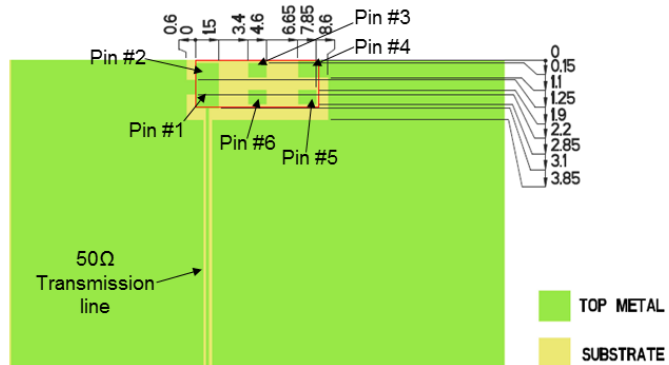 0.6
0
1.5
3.4
4.6
6.65
7.85
8.6
Pin #3
Pin #2
Pin #4
0
0.15
1.1
1.25
1.9
2.2
2.85
3.1
3.85
Pin #1
Pin #6
Pin #5
50Ω
Transmission
line
TOP METAL
SUBSTRATE